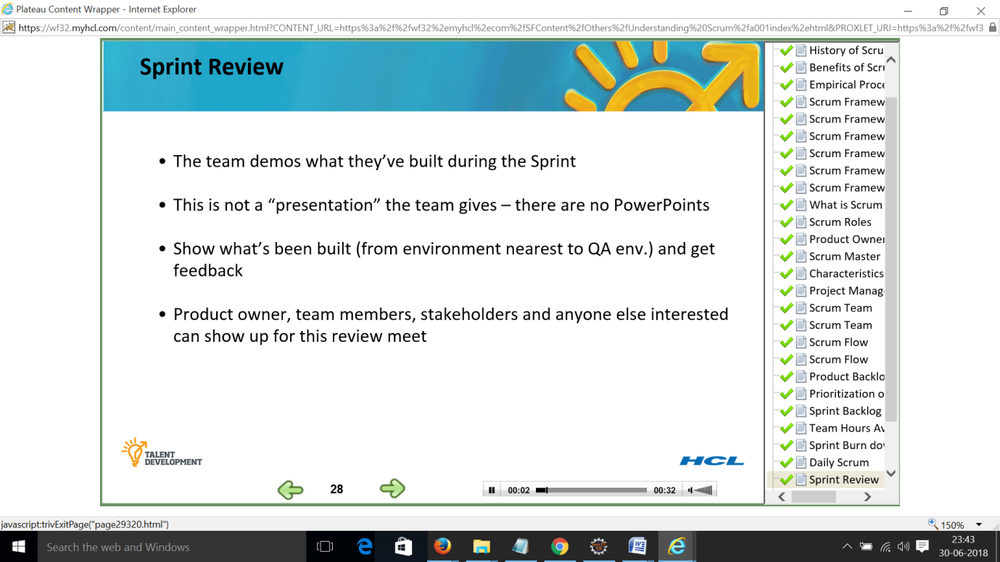 Plateau Content Wrapper - Internet Explorer
https://wf32.myhcl.com/content/main_content_wrapper.html?CONTENT_URL=https%3a%2f%2fwf32%2emyhcl%2ecom%2fSFContent%2fOthers%2fUnderstanding%20Scrum%2fa001index%2ehtml&PROXLET_URI=https%3a%2f%2fwf3
Sprint Review
• The team demos what they’ve built during the Sprint
• This is not a “presentation” the team gives – there are no PowerPoints
• Show what’s been built (from environment nearest to QA env.) and get
feedback
• Product owner, team members, stakeholders and anyone else interested
can show up for this review meet
TALENT
DEVELOPMENT
HCL
28
00:02
00:32
History of Scru
Benefits of Scru
Empirical Proce
Scrum Framew
Scrum Framew
Scrum Framew
Scrum Framew
Scrum Framew
Scrum Framew
What is Scrum
Scrum Roles
Product Owner
Scrum Master
Characteristics
Project Manag
Scrum Team
Scrum Team
Scrum Flow
Scrum Flow
Product Backlo
Prioritization o
Sprint Backlog
Team Hours Av
Sprint Burn dov
Daily Scrum
Sprint Review
javascript:trivExitPage("page29320.html")
150%
Search the web and Windows
23:43
30-06-2018